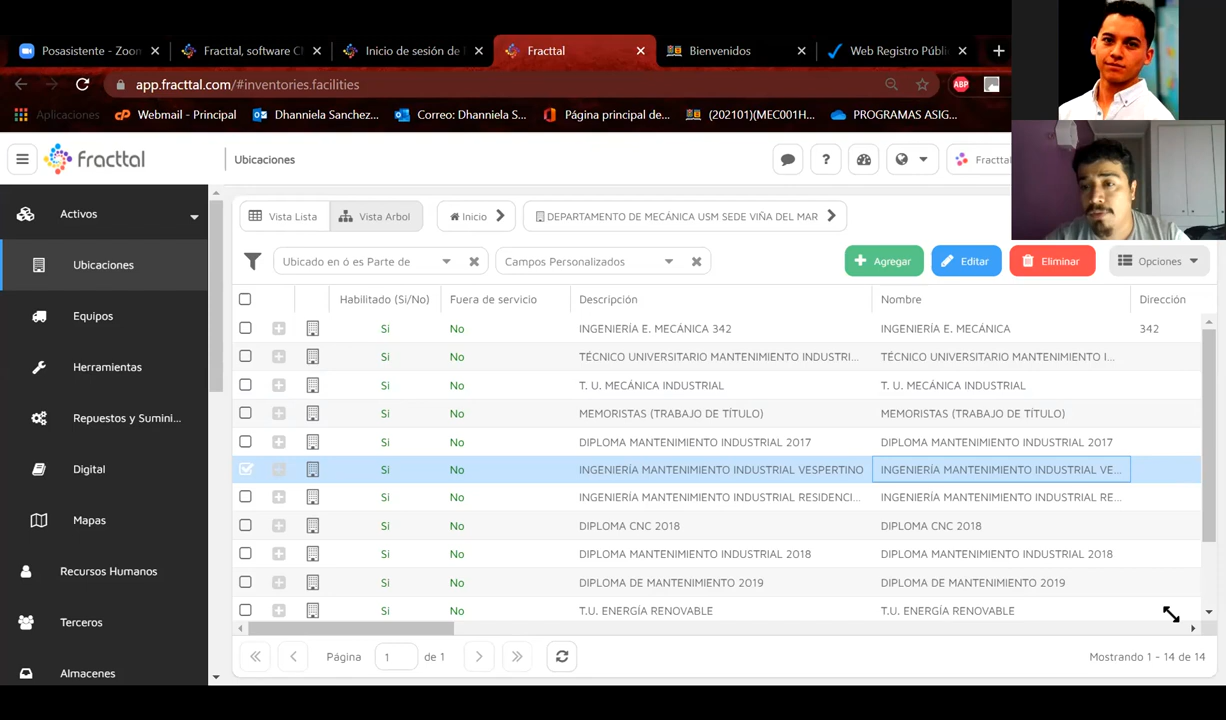 Posasistente - Zoom
Fracttal, software C
Inicio de sesión de
Fracttal
Bienvenidos
Web Registro Públi
app.fracttal.com/#inventories.facilities
ABP
Aplicaciones
Webmail - Principal
Dhanniela Sanchez...
Correo: Dhanniela S...
Página principal de...
(202101)(MEC001H...
PROGRAMAS ASIG...
fracttal
Ubicaciones
?
Fractta
Activos
Vista Lista
Vista Arbol
Inicio
DEPARTAMENTO DE MECÁNICA USM SEDE VIÑA DEL MAR
Ubicaciones
Ubicado en ó es Parte de
Campos Personalizados
Agregar
Editar
Eliminar
Opciones
Habilitado (Si/No) Fuera de servicio Descripción Nombre Dirección
Equipos
Si No INGENIERÍA E. MECÁNICA 342 INGENIERÍA E. MECÁNICA 342
Si No TÉCNICO UNIVERSITARIO MANTENIMIENTO INDUSTRI... TÉCNICO UNIVERSITARIO MANTENIMIENTO I...
Herramientas
Si No T. U. MECÁNICA INDUSTRIAL T. U. MECÁNICA INDUSTRIAL
Si No MEMORISTAS (TRABAJO DE TÍTULO) MEMORISTAS (TRABAJO DE TÍTULO)
Repuestos y Sumini...
Si No DIPLOMA MANTENIMIENTO INDUSTRIAL 2017 DIPLOMA MANTENIMIENTO INDUSTRIAL 2017
Digital
Si No INGENIERÍA MANTENIMIENTO INDUSTRIAL VESPERTINO INGENIERÍA MANTENIMIENTO INDUSTRIAL VE...
Si No INGENIERÍA MANTENIMIENTO INDUSTRIAL RESIDENCI... INGENIERÍA MANTENIMIENTO INDUSTRIAL RE...
Mapas
Si No DIPLOMA CNC 2018 DIPLOMA CNC 2018
Si No DIPLOMA MANTENIMIENTO INDUSTRIAL 2018 DIPLOMA MANTENIMIENTO INDUSTRIAL 2018
Recursos Humanos
Si No DIPLOMA DE MANTENIMIENTO 2019 DIPLOMA DE MANTENIMIENTO 2019
Si No T.U. ENERGÍA RENOVABLE T.U. ENERGÍA RENOVABLE
Terceros
Almacenes
Página 1 de 1
Mostrando 1 - 14 de 14